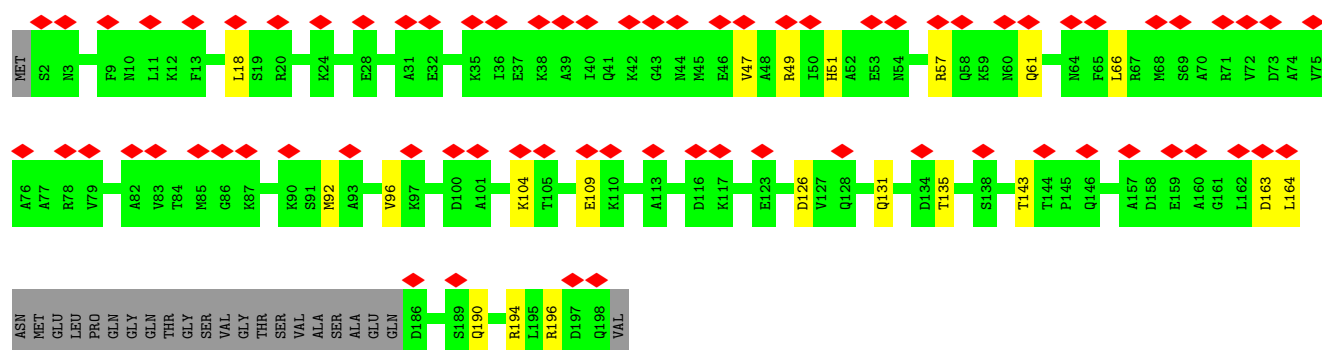 MET S2 N3 F9 N10 L11 K12 F13 L18 S19 R20 K24 E28 A31 E32 K35 I36 E37 K38 A39 I40 Q41 K42 G43 N44 M45 E46 V47 A48 R49 I50 H51 A52 E53 N54 R57 Q58 K59 N60 Q61 N64 F65 L66 R67 M68 S69 A70 R71 V72 D73 A74 V75
A76 A77 R78 V79 A82 V83 T84 M85 G86 K87 K90 S91 M92 A93 V96 K97 D100 A101 K104 T105 E109 K110 A113 D116 K117 E123 D126 V127 Q128 Q131 D134 T135 S138 T143 T144 P145 Q146 A157 D158 E159 A160 G161 L162 D163 L164
ASN MET GLU LEU PRO GLN GLY GLN THR GLY SER VAL GLY THR SER VAL ALA SER ALA GLU GLN D186 S189 Q190 R194 L195 R196 D197 Q198 VAL